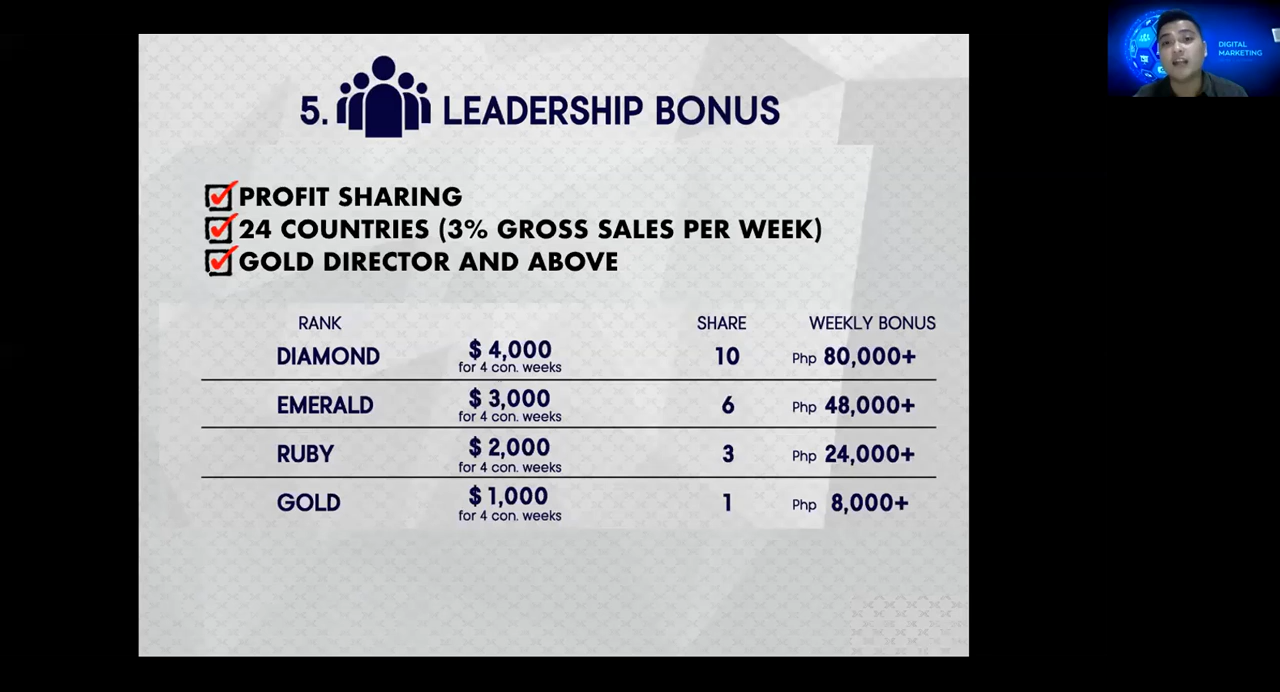 DIGITAL
MARKETING
5. LEADERSHIP BONUS
PROFIT SHARING
24 COUNTRIES (3% GROSS SALES PER WEEK)
GOLD DIRECTOR AND ABOVE
RANK SHARE WEEKLY BONUS
DIAMOND $ 4,000 10 Php 80,000+
for 4 con. weeks
EMERALD $ 3,000 6 Php 48,000+
for 4 con. weeks
RUBY $ 2,000 3 Php 24,000+
for 4 con. weeks
GOLD $ 1,000 1 Php 8,000+
for 4 con. weeks